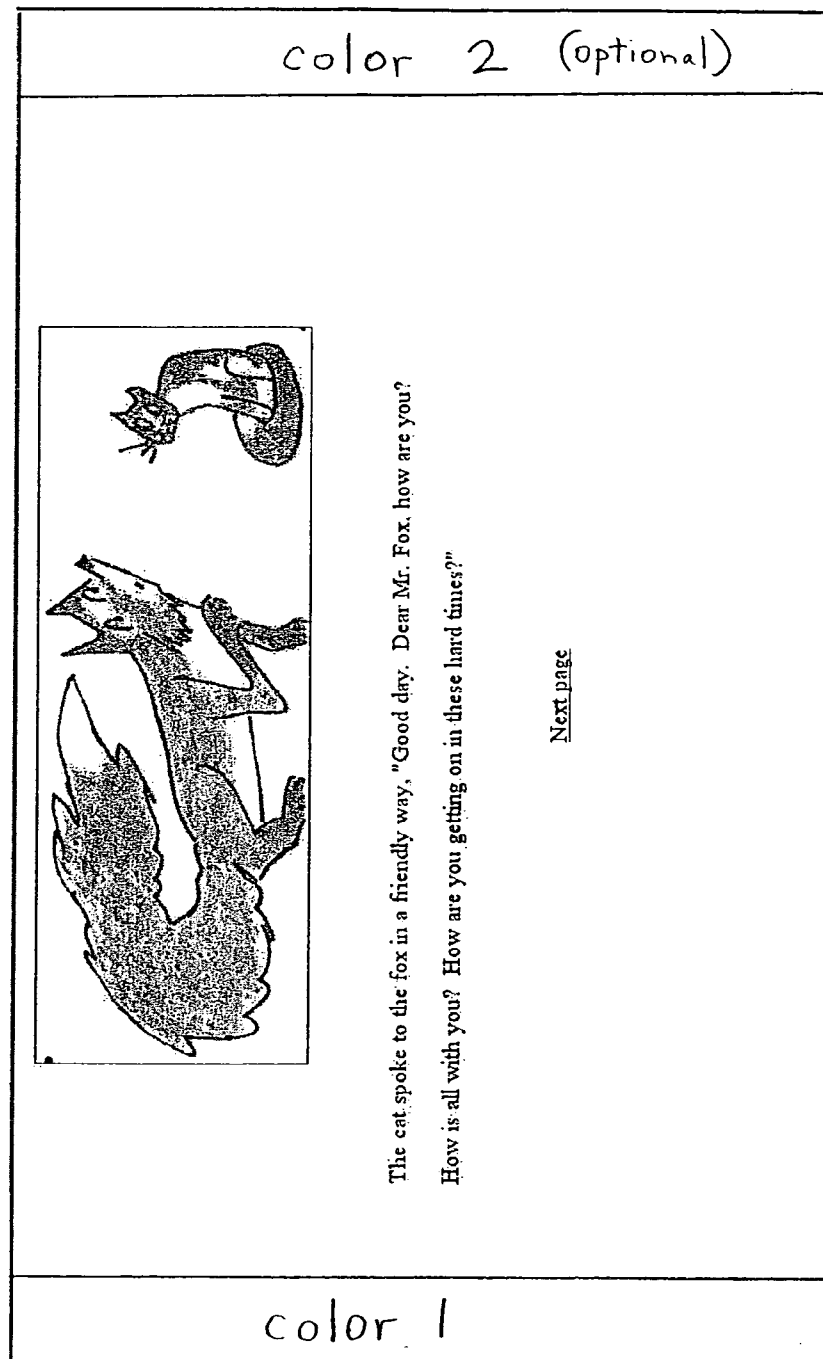 color 2 (optional)
The cat spoke to the fox in a friendly way, "Good day. Dear Mr. Fox, how are you?
How is all with you? How are you getting on in these hard times?"
Next page
color 1